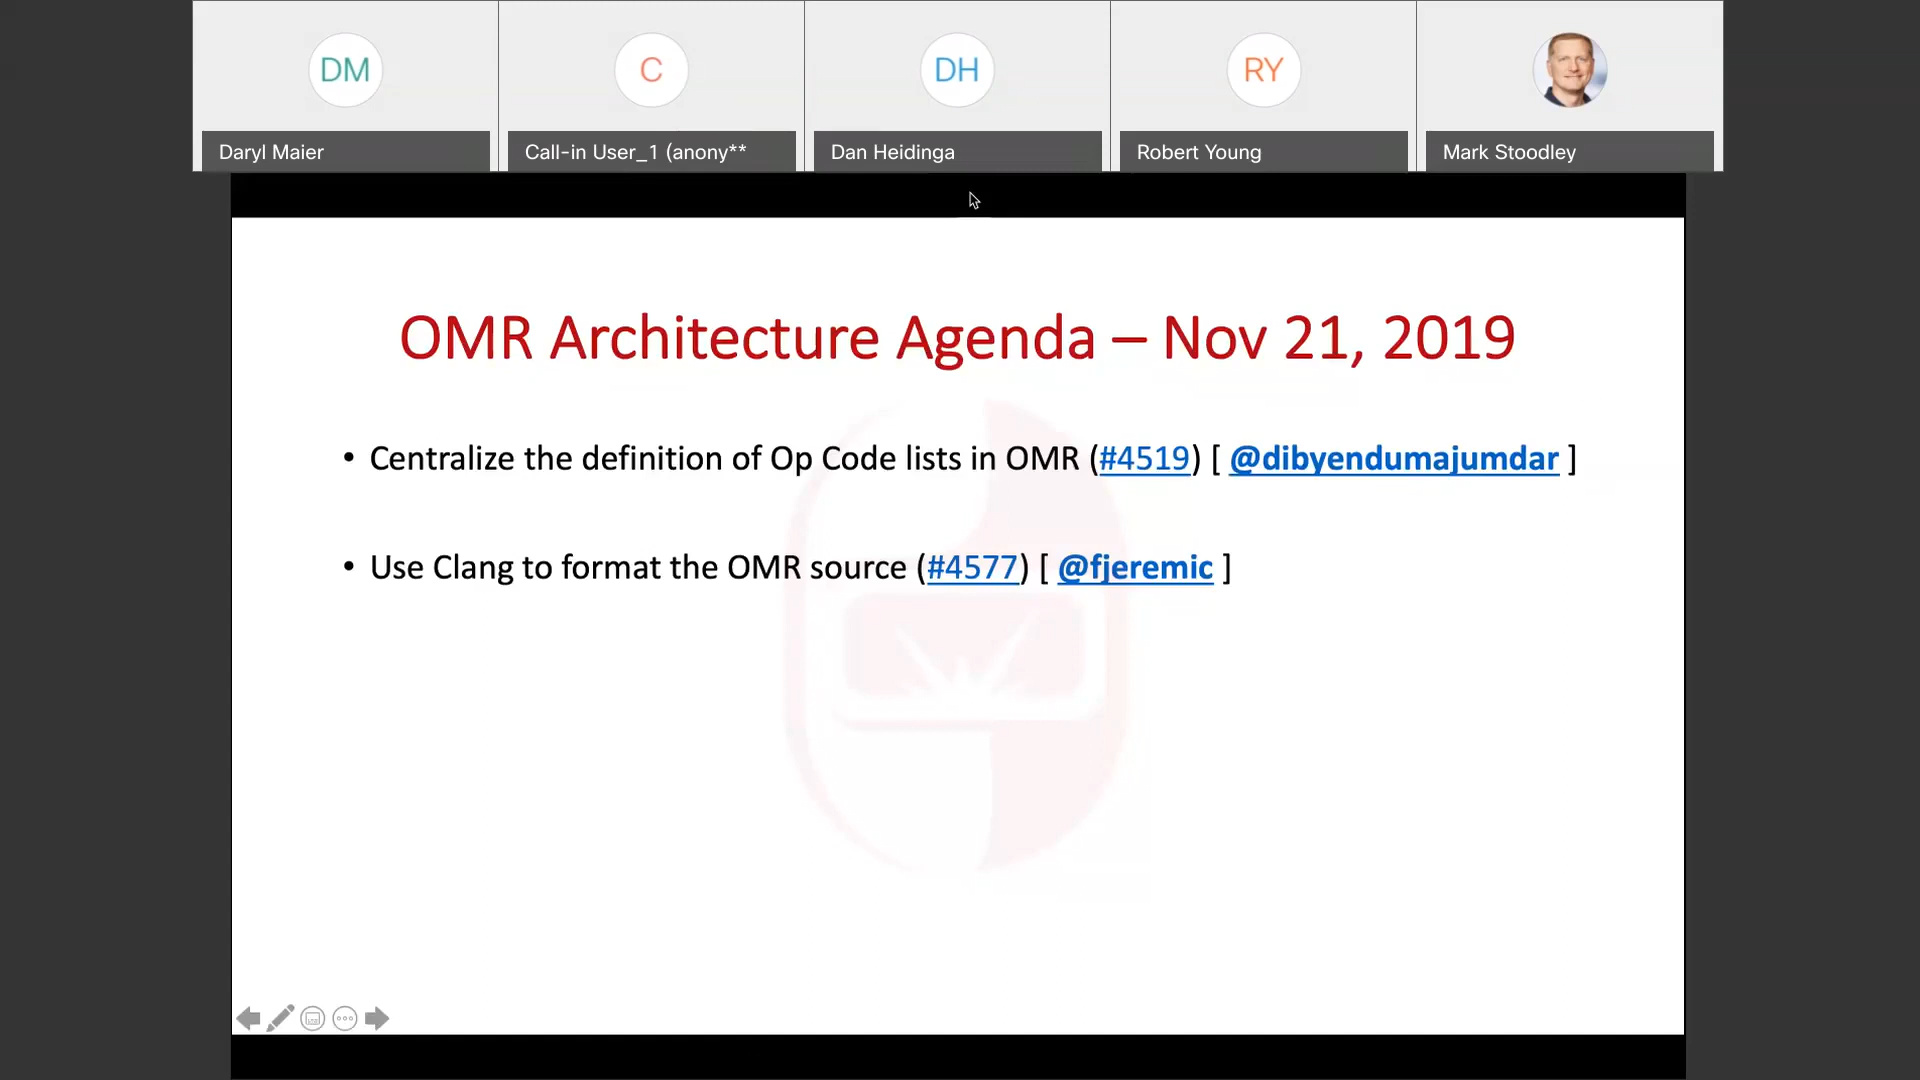 DM
C
DH
RY
Daryl Maier
Call-in User_1 (anony**
Dan Heidinga
Robert Young
Mark Stoodley
OMR Architecture Agenda – Nov 21, 2019
• Centralize the definition of Op Code lists in OMR (#4519) [ @dibyendumajumdar ]
• Use Clang to format the OMR source (#4577) [ @fjeremic ]